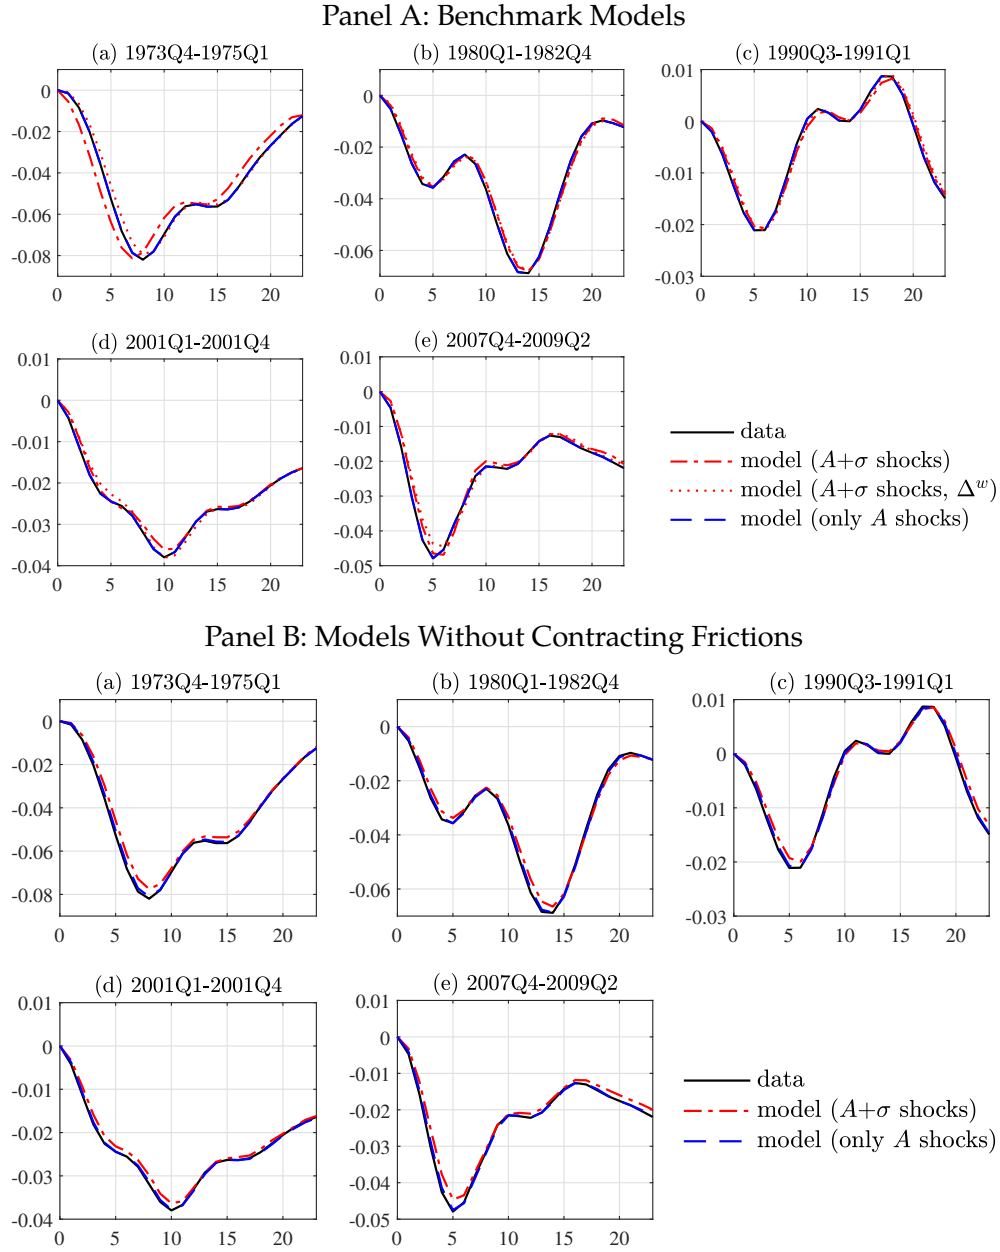 Panel A: Benchmark Models
(a) 1973Q4-1975Q1
0
-0.02
-0.04
-0.06
-0.08
0 5 10 15 20
(b) 1980Q1-1982Q4
0
-0.02
-0.04
-0.06
0 5 10 15 20
(c) 1990Q3-1991Q1
0.01
0
-0.01
-0.02
-0.03
0 5 10 15 20
(d) 2001Q1-2001Q4
0.01
0
-0.01
-0.02
-0.03
-0.04
0 5 10 15 20
(e) 2007Q4-2009Q2
0.01
0
-0.01
-0.02
-0.03
-0.04
-0.05
0 5 10 15 20
data
model (A+σ shocks)
model (A+σ shocks, Δʷ)
model (only A shocks)
Panel B: Models Without Contracting Frictions
(a) 1973Q4-1975Q1
0
-0.02
-0.04
-0.06
-0.08
0 5 10 15 20
(b) 1980Q1-1982Q4
0
-0.02
-0.04
-0.06
0 5 10 15 20
(c) 1990Q3-1991Q1
0.01
0
-0.01
-0.02
-0.03
0 5 10 15 20
(d) 2001Q1-2001Q4
0.01
0
-0.01
-0.02
-0.03
-0.04
0 5 10 15 20
(e) 2007Q4-2009Q2
0.01
0
-0.01
-0.02
-0.03
-0.04
-0.05
0 5 10 15 20
data
model (A+σ shocks)
model (only A shocks)